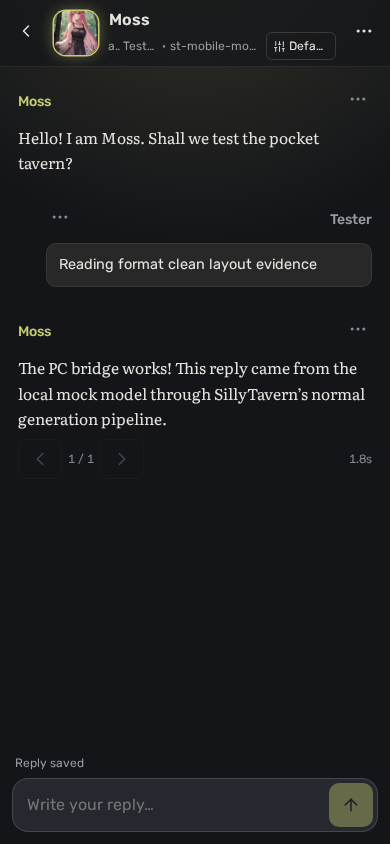 Moss
a.. Test... • st-mobile-mo... Defa...
Moss
Hello! I am Moss. Shall we test the pocket
tavern?
Tester
Reading format clean layout evidence
Moss
The PC bridge works! This reply came from the
local mock model through SillyTavern’s normal
generation pipeline.
1 / 1
1.8s
Reply saved
Write your reply…